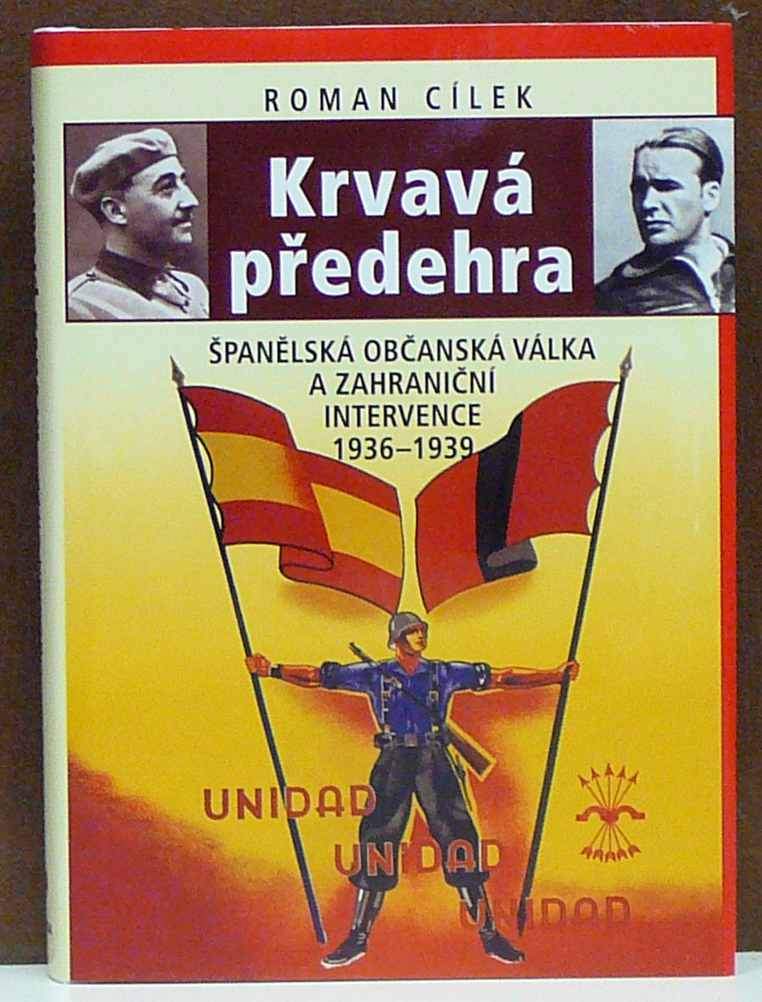 ROMAN CÍLEK
Krvavá
předehra
ŠPANĚLSKÁ OBČANSKÁ VÁLKA
A ZAHRANIČNÍ
INTERVENCE
1936–1939
UNIDAD
UNIDAD
UNIDAD